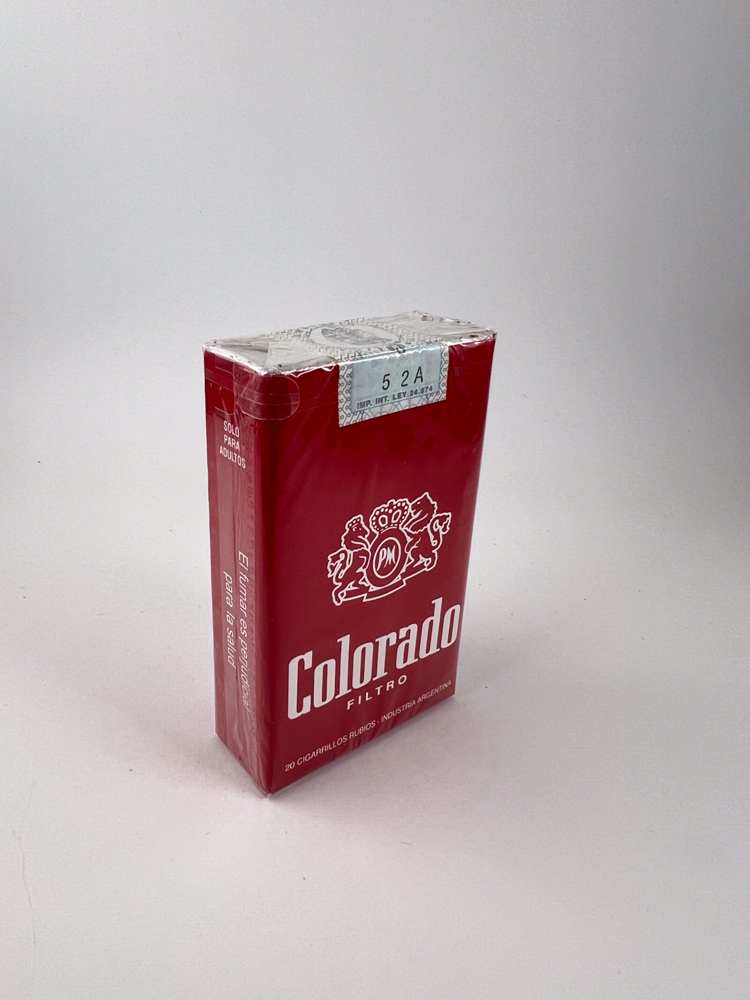 5 2 A
IMP. INT. LEY 24.674
SOLO
PARA
ADULTOS
El fumar es perjudicial
para la salud
PM
Colorado
FILTRO
20 CIGARRILLOS RUBIOS - INDUSTRIA ARGENTINA